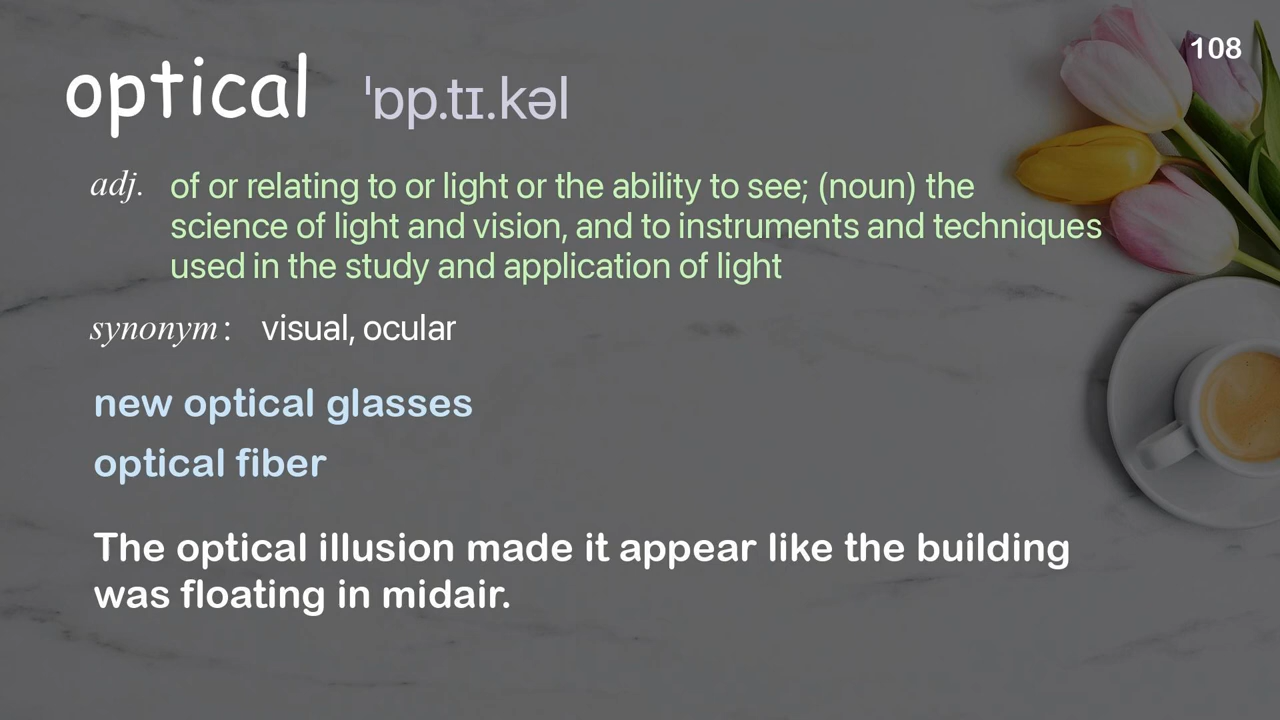 108
optical ˈɒp.tɪ.kəl
adj. of or relating to or light or the ability to see; (noun) the
science of light and vision, and to instruments and techniques
used in the study and application of light
synonym: visual, ocular
new optical glasses
optical fiber
The optical illusion made it appear like the building
was floating in midair.